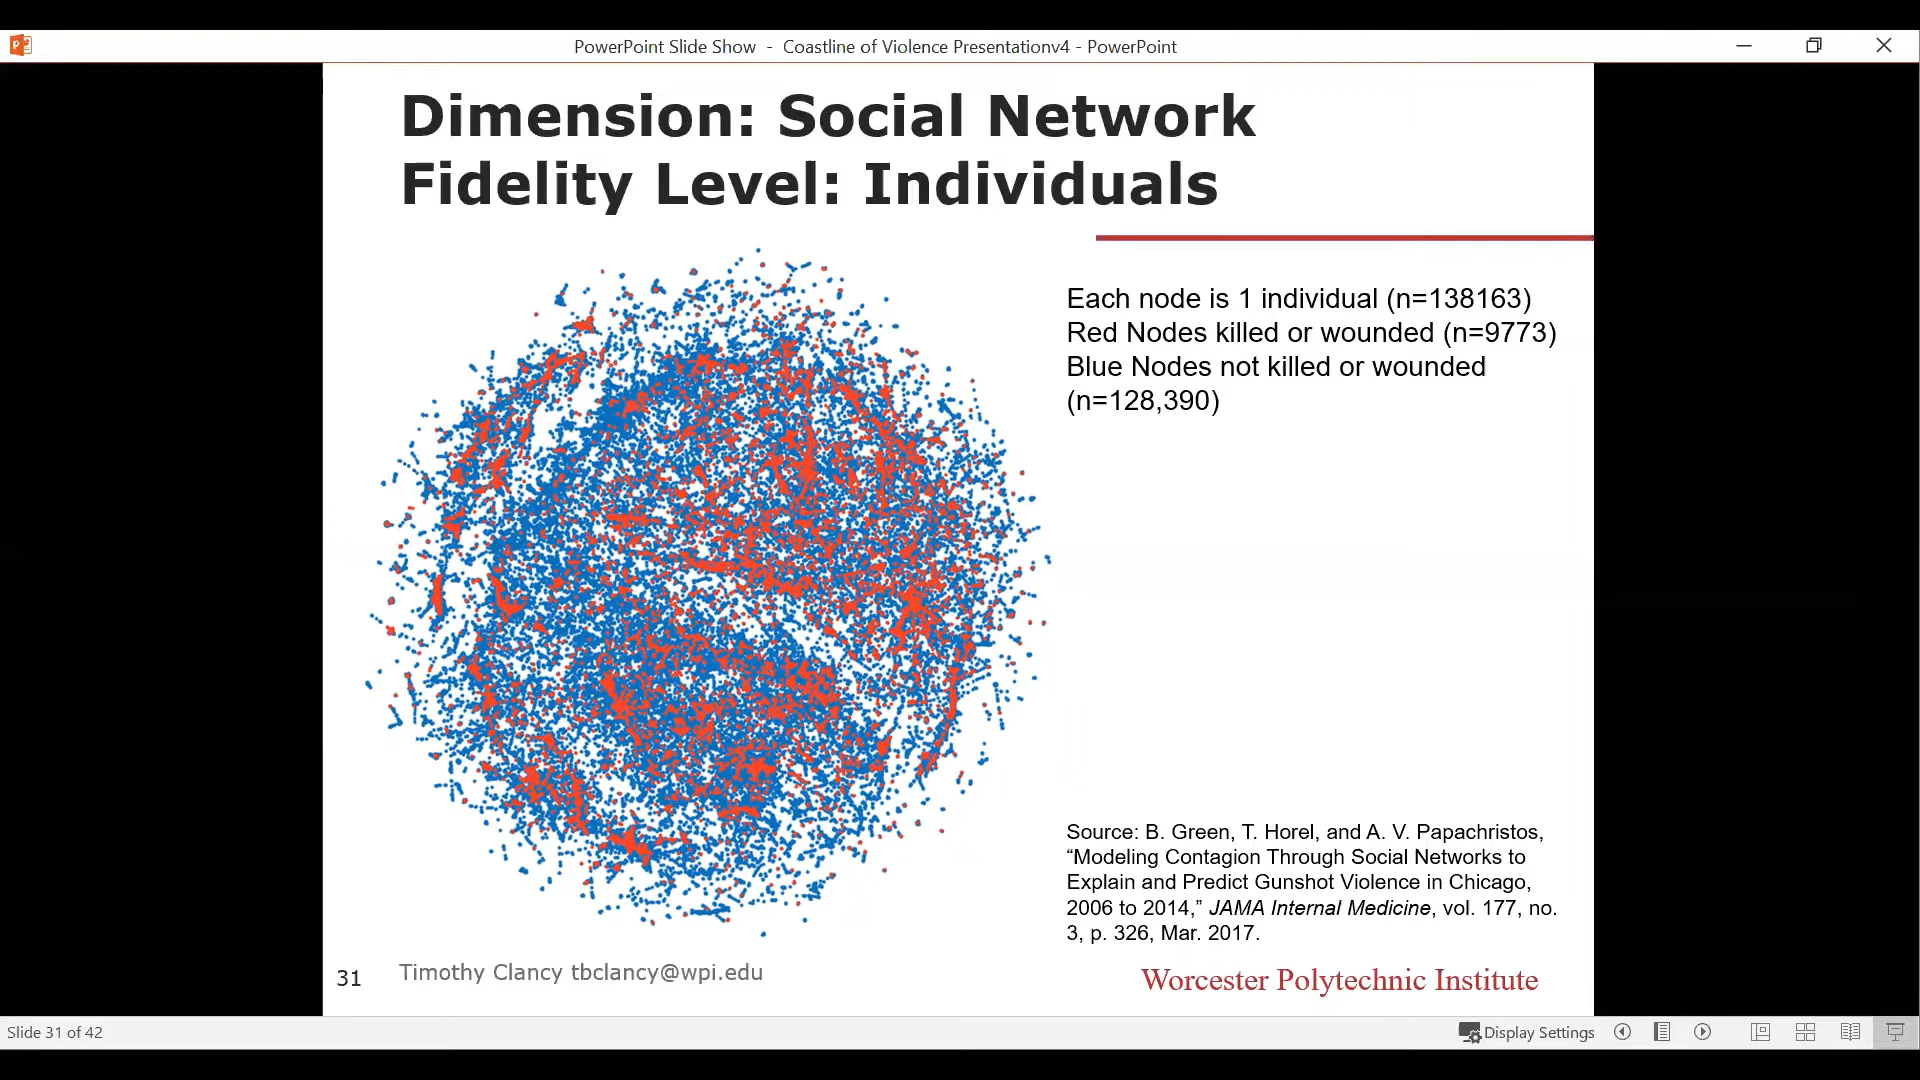 PowerPoint Slide Show - Coastline of Violence Presentationv4 - PowerPoint
Dimension: Social Network
Fidelity Level: Individuals
Each node is 1 individual (n=138163)
Red Nodes killed or wounded (n=9773)
Blue Nodes not killed or wounded
(n=128,390)
Source: B. Green, T. Horel, and A. V. Papachristos,
“Modeling Contagion Through Social Networks to
Explain and Predict Gunshot Violence in Chicago,
2006 to 2014,” JAMA Internal Medicine, vol. 177, no.
3, p. 326, Mar. 2017.
31
Timothy Clancy tbclancy@wpi.edu
Worcester Polytechnic Institute
Slide 31 of 42
Display Settings